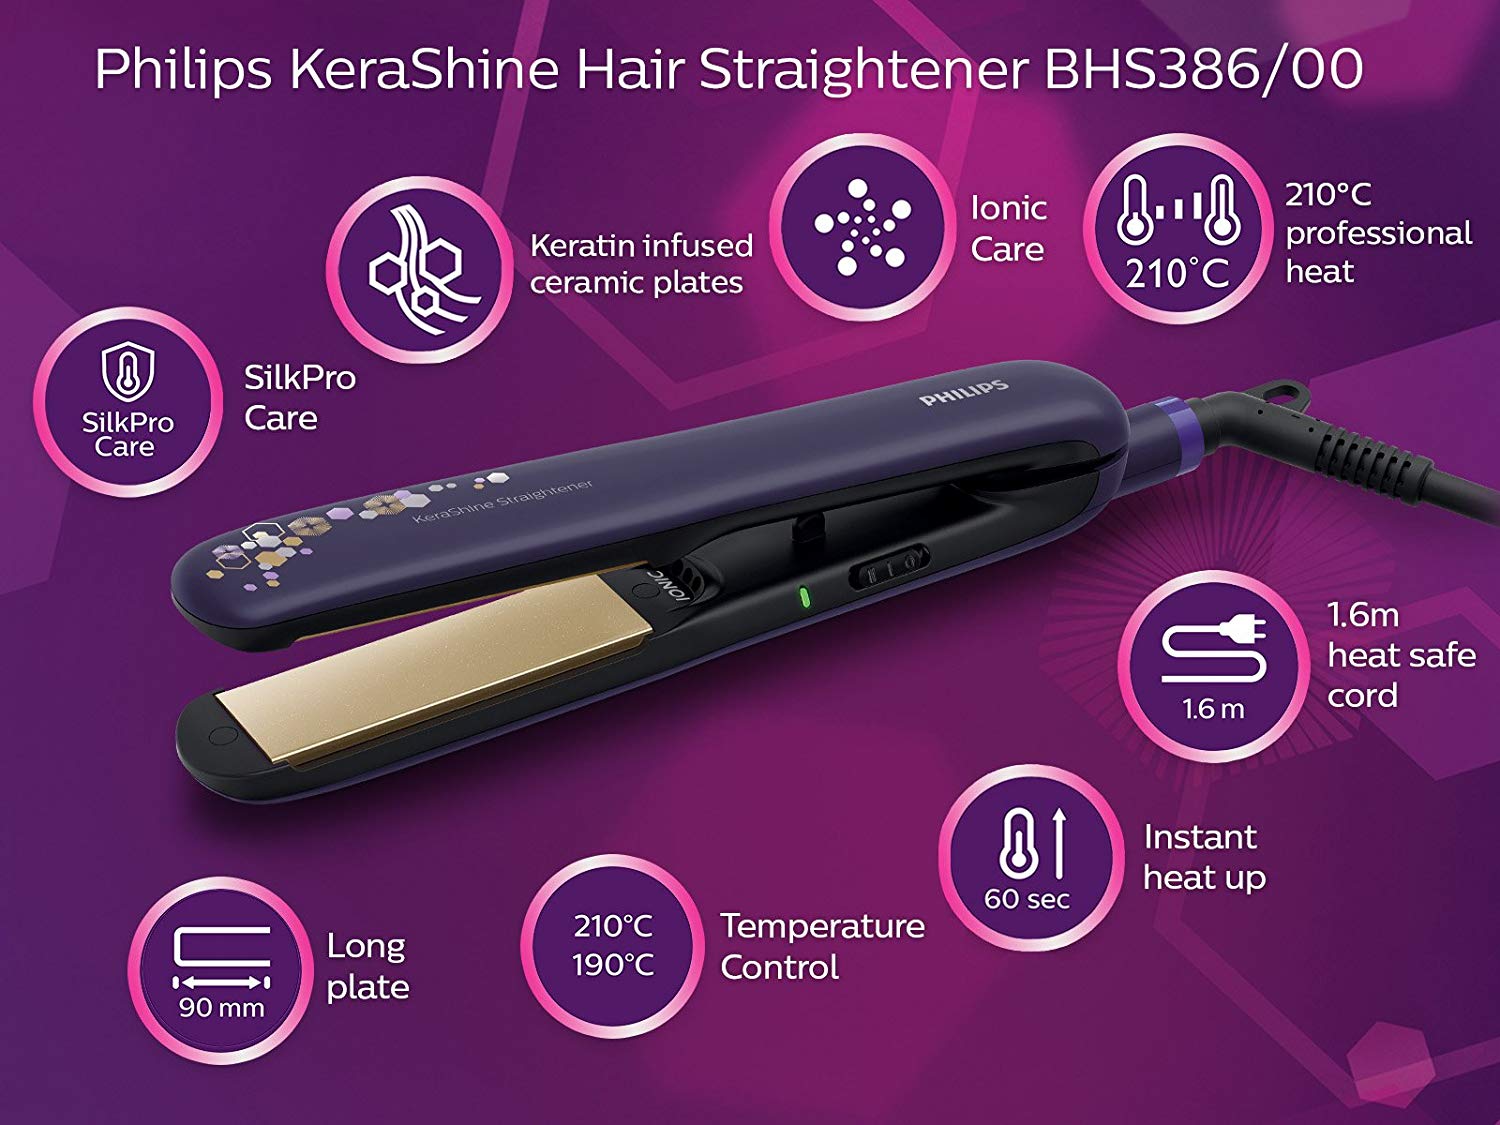 Philips KeraShine Hair Straightener BHS386/00
Ionic
Care
210°C
210°C
professional
heat
Keratin infused
ceramic plates
SilkPro
Care
SilkPro
Care
PHILIPS
KeraShine Straightener
IONIC
II I O
1.6 m
1.6m
heat safe
cord
60 sec
Instant
heat up
210°C
190°C
Temperature
Control
90 mm
Long
plate